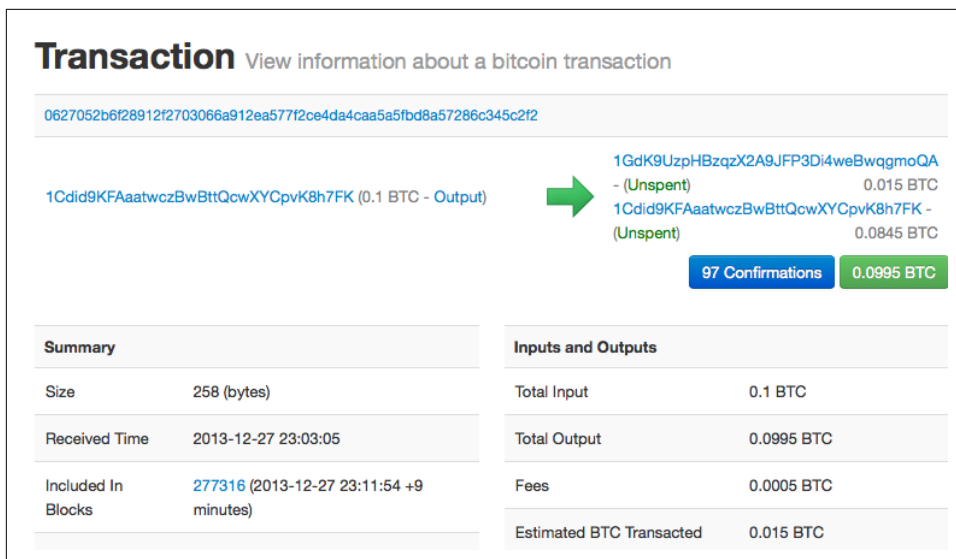 Transaction View information about a bitcoin transaction
0627052b6f28912f2703066a912ea577f2ce4da4caa5a5fbd8a57286c345c2f2
1Cdid9KFAaatwczBwBttQcwXYCpvK8h7FK (0.1 BTC - Output)
1GdK9UzpHBzqzX2A9JFP3Di4weBwqgmoQA
- (Unspent) 0.015 BTC
1Cdid9KFAaatwczBwBttQcwXYCpvK8h7FK -
(Unspent) 0.0845 BTC
97 Confirmations 0.0995 BTC
Summary
Size 258 (bytes)
Received Time 2013-12-27 23:03:05
Included In 277316 (2013-12-27 23:11:54 +9
Blocks minutes)
Inputs and Outputs
Total Input 0.1 BTC
Total Output 0.0995 BTC
Fees 0.0005 BTC
Estimated BTC Transacted 0.015 BTC